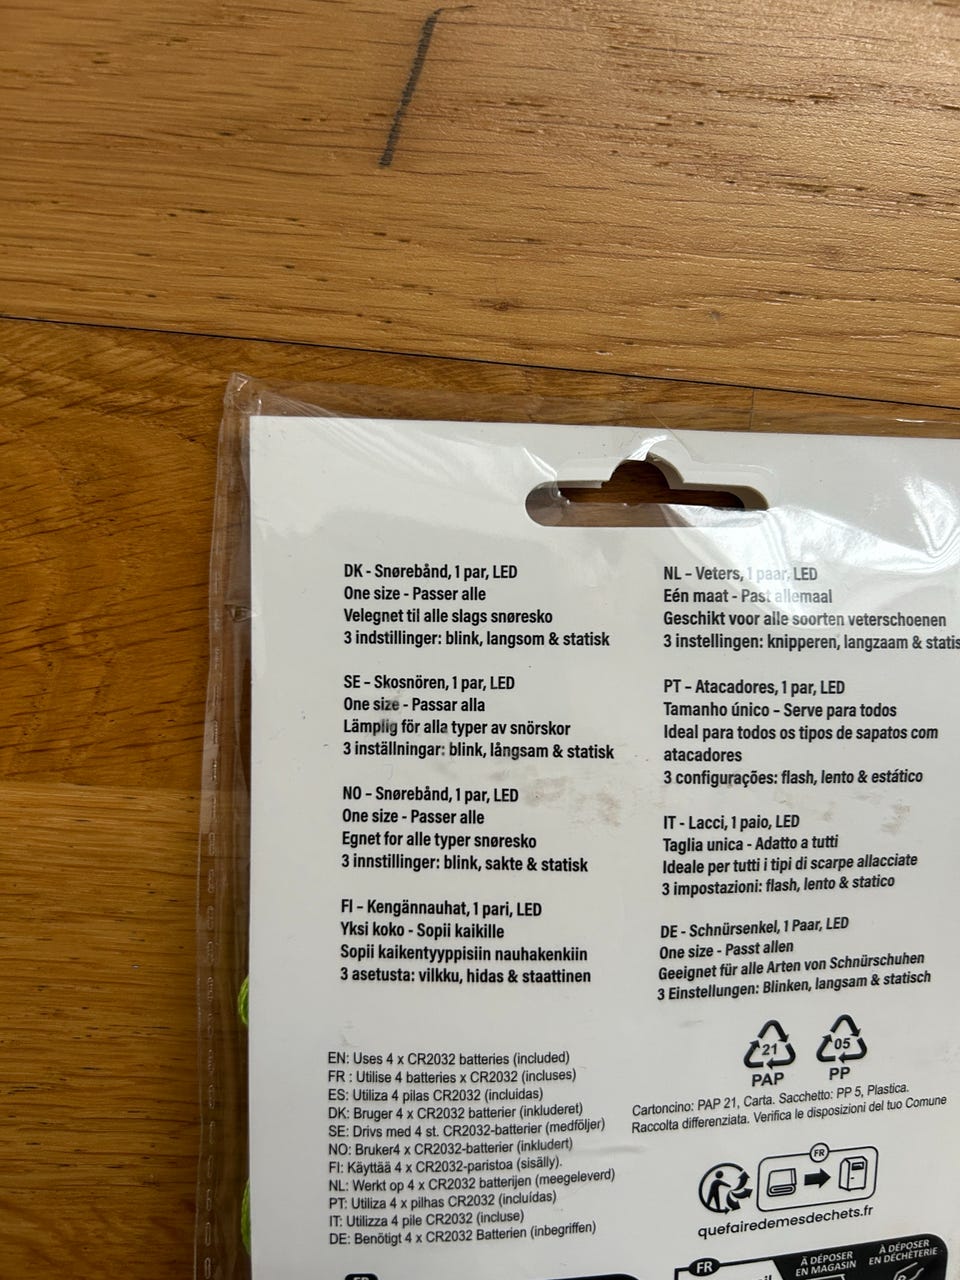 DK - Snørebånd, 1 par, LED
One size - Passer alle
Velegnet til alle slags snøresko
3 indstillinger: blink, langsom & statisk
SE – Skosnören, 1 par, LED
One size - Passar alla
Lämplig för alla typer av snörskor
3 inställningar: blink, långsam & statisk
NO – Snørebånd, 1 par, LED
One size - Passer alle
Egnet for alle typer snøresko
3 innstillinger: blink, sakte & statisk
FI - Kengännauhat, 1 pari, LED
Yksi koko - Sopii kaikille
Sopii kaikentyyppisiin nauhakenkiin
3 asetusta: vilkku, hidas & staattinen
NL – Veters, 1 paar, LED
Eén maat - Past allemaal
Geschikt voor alle soorten veterschoenen
3 instellingen: knipperen, langzaam & statis
PT – Atacadores, 1 par, LED
Tamanho único – Serve para todos
Ideal para todos os tipos de sapatos com
atacadores
3 configurações: flash, lento & estático
IT - Lacci, 1 paio, LED
Taglia unica - Adatto a tutti
Ideale per tutti i tipi di scarpe allacciate
3 impostazioni: flash, lento & statico
DE - Schnürsenkel, 1 Paar, LED
One size - Passt allen
Geeignet für alle Arten von Schnürschuhen
3 Einstellungen: Blinken, langsam & statisch
EN: Uses 4 x CR2032 batteries (included)
FR : Utilise 4 batteries x CR2032 (incluses)
ES: Utiliza 4 pilas CR2032 (incluidas)
DK: Bruger 4 x CR2032 batterier (inkluderet)
SE: Drivs med 4 st. CR2032-batterier (medföljer)
NO: Bruker4 x CR2032-batterier (inkludert)
FI: Käyttää 4 x CR2032-paristoa (sisälly).
NL: Werkt op 4 x CR2032 batterijen (meegeleverd)
PT: Utiliza 4 x pilhas CR2032 (incluídas)
IT: Utilizza 4 pile CR2032 (incluse)
DE: Benötigt 4 x CR2032 Batterien (inbegriffen)
21
PAP
05
PP
Cartoncino: PAP 21, Carta. Sacchetto: PP 5, Plastica.
Raccolta differenziata. Verifica le disposizioni del tuo Comune
FR
quefairedemesdechets.fr
FR
À DÉPOSER
EN MAGASIN
À DÉPOSER
EN DÉCHÈTERIE